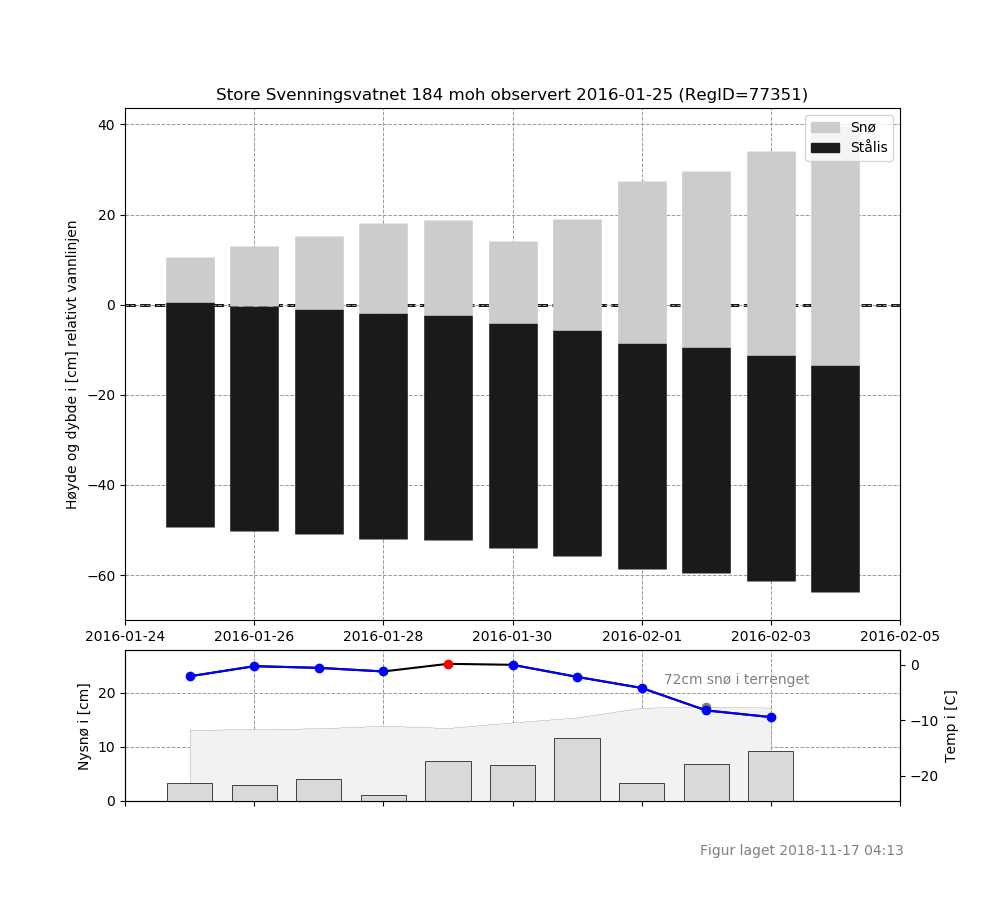 Store Svenningsvatnet 184 moh observert 2016-01-25 (RegID=77351)
Snø
Stålis
Høyde og dybde i [cm] relativt vannlinjen
40
20
0
−20
−40
−60
2016-01-24 2016-01-26 2016-01-28 2016-01-30 2016-02-01 2016-02-03 2016-02-05
Nysnø i [cm]
20
10
0
72cm snø i terrenget
0
−10
−20
Temp i [C]
Figur laget 2018-11-17 04:13